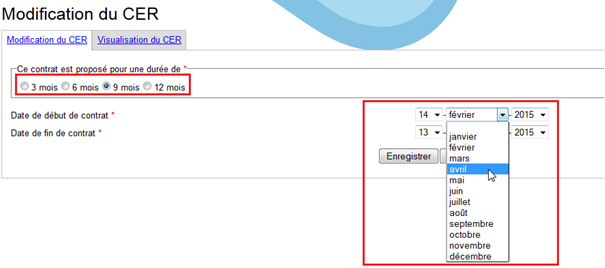 Modification du CER
Modification du CER Visualisation du CER
Ce contrat est proposé pour une durée de *
3 mois 6 mois 9 mois 12 mois
Date de début de contrat * 14 - février - 2015
Date de fin de contrat * 13 - - 2015
Enregistrer
janvier
février
mars
avril
mai
juin
juillet
août
septembre
octobre
novembre
décembre